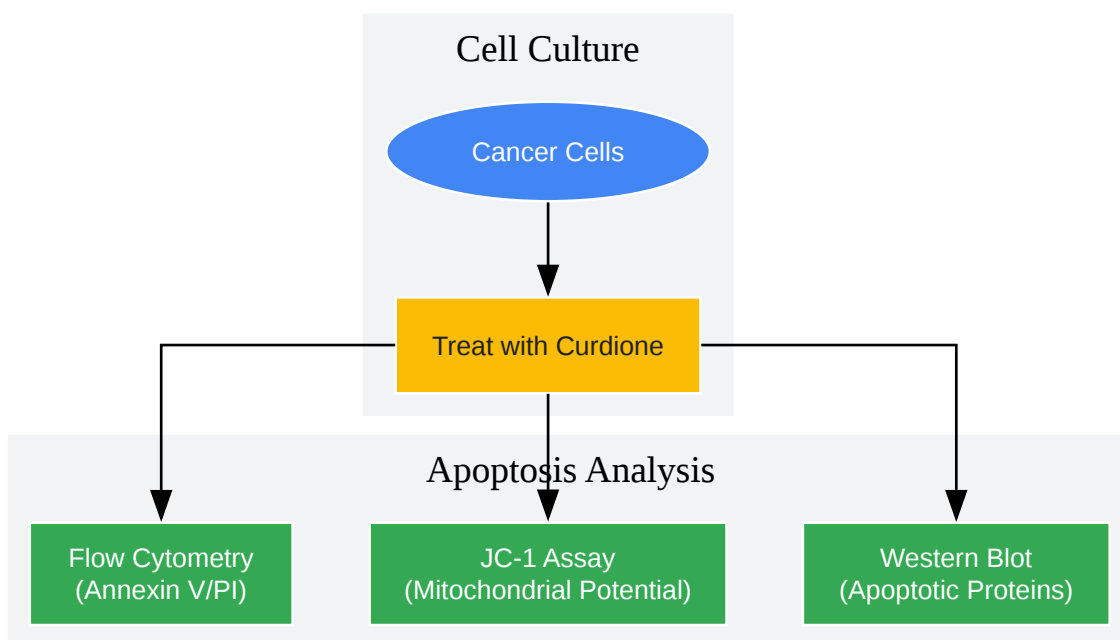 Cell Culture
Cancer Cells
Treat with Curdione
Apoptosis Analysis
Flow Cytometry
(Annexin V/PI)
JC-1 Assay
(Mitochondrial Potential)
Western Blot
(Apoptotic Proteins)